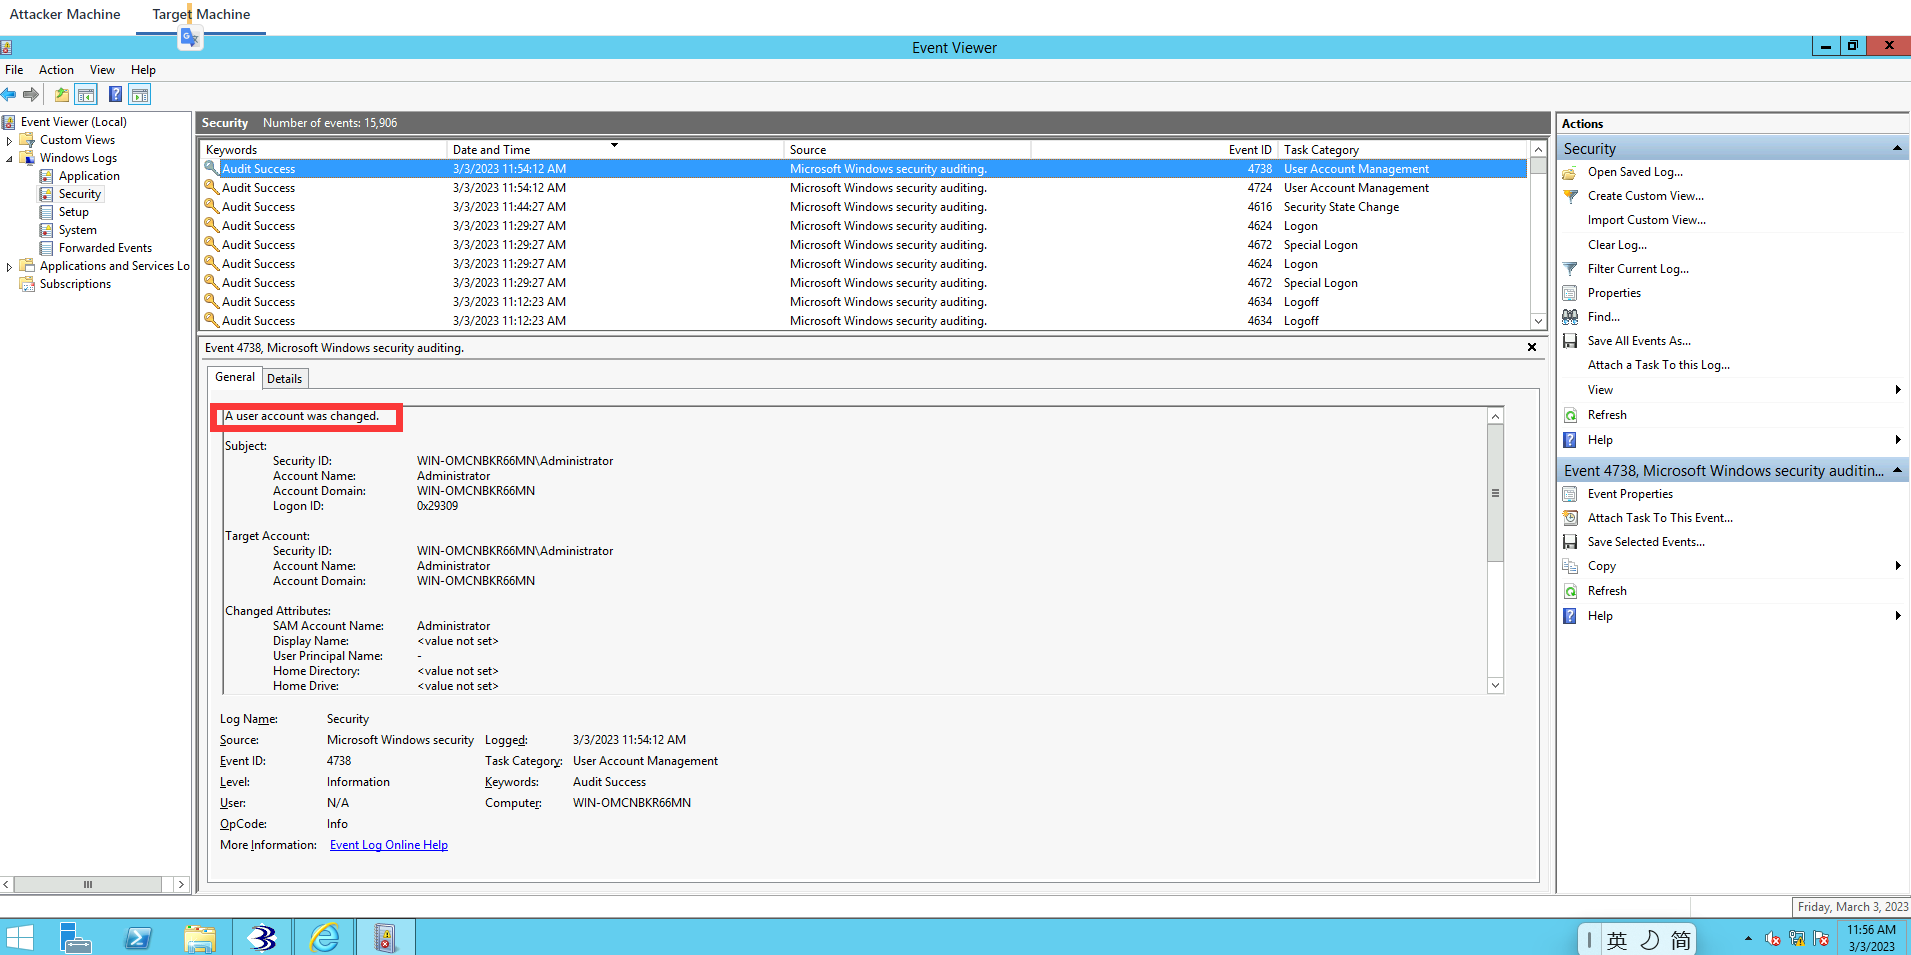 Attacker Machine Target Machine
Event Viewer
File Action View Help
Event Viewer (Local)
Custom Views
Windows Logs
Application
Security
Setup
System
Forwarded Events
Applications and Services Lo
Subscriptions
Security Number of events: 15,906
Keywords Date and Time Source Event ID Task Category
Audit Success 3/3/2023 11:54:12 AM Microsoft Windows security auditing. 4738 User Account Management
Audit Success 3/3/2023 11:54:12 AM Microsoft Windows security auditing. 4724 User Account Management
Audit Success 3/3/2023 11:44:27 AM Microsoft Windows security auditing. 4616 Security State Change
Audit Success 3/3/2023 11:29:27 AM Microsoft Windows security auditing. 4624 Logon
Audit Success 3/3/2023 11:29:27 AM Microsoft Windows security auditing. 4672 Special Logon
Audit Success 3/3/2023 11:29:27 AM Microsoft Windows security auditing. 4624 Logon
Audit Success 3/3/2023 11:29:27 AM Microsoft Windows security auditing. 4672 Special Logon
Audit Success 3/3/2023 11:12:23 AM Microsoft Windows security auditing. 4634 Logoff
Audit Success 3/3/2023 11:12:23 AM Microsoft Windows security auditing. 4634 Logoff
Event 4738, Microsoft Windows security auditing.
General Details
A user account was changed.
Subject:
Security ID: WIN-OMCNBKR66MN\Administrator
Account Name: Administrator
Account Domain: WIN-OMCNBKR66MN
Logon ID: 0x29309
Target Account:
Security ID: WIN-OMCNBKR66MN\Administrator
Account Name: Administrator
Account Domain: WIN-OMCNBKR66MN
Changed Attributes:
SAM Account Name: Administrator
Display Name: <value not set>
User Principal Name: -
Home Directory: <value not set>
Home Drive: <value not set>
Log Name: Security
Source: Microsoft Windows security Logged: 3/3/2023 11:54:12 AM
Event ID: 4738 Task Category: User Account Management
Level: Information Keywords: Audit Success
User: N/A Computer: WIN-OMCNBKR66MN
OpCode: Info
More Information: Event Log Online Help
Actions
Security
Open Saved Log...
Create Custom View...
Import Custom View...
Clear Log...
Filter Current Log...
Properties
Find...
Save All Events As...
Attach a Task To this Log...
View
Refresh
Help
Event 4738, Microsoft Windows security auditin...
Event Properties
Attach Task To This Event...
Save Selected Events...
Copy
Refresh
Help
Friday, March 3, 2023
英 简
11:56 AM
3/3/2023